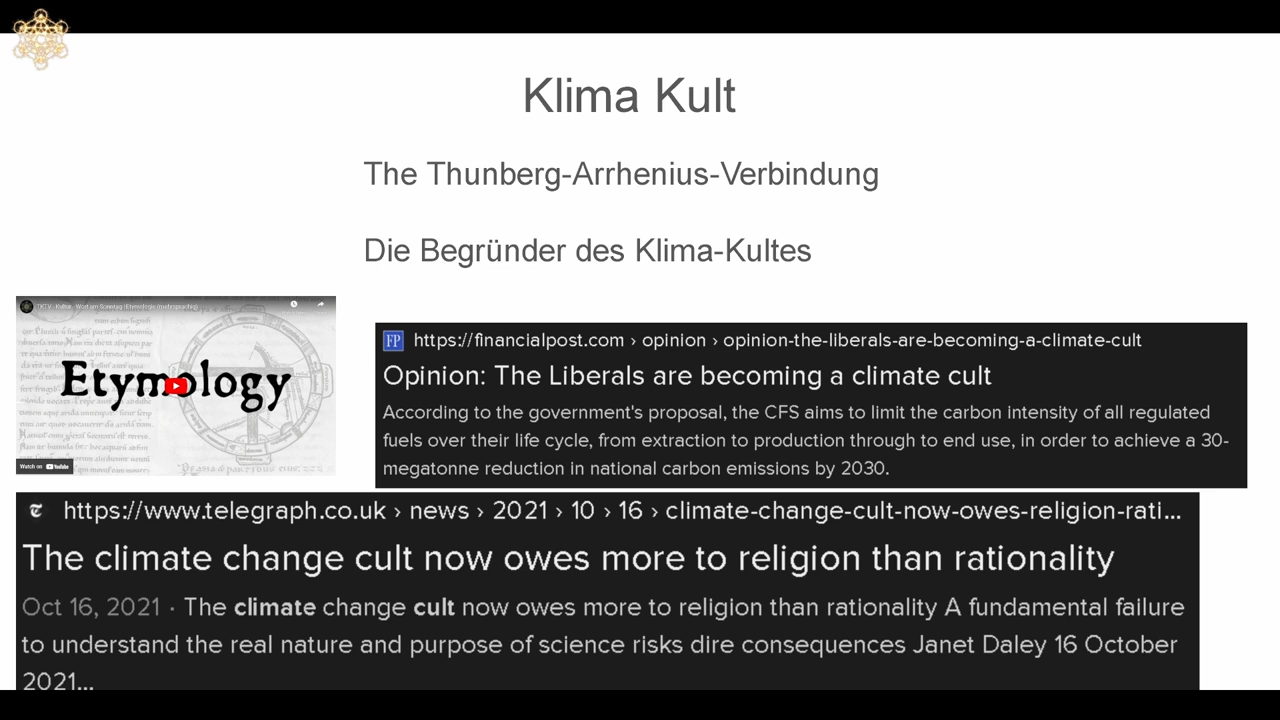 Klima Kult
The Thunberg-Arrhenius-Verbindung
Die Begründer des Klima-Kultes
Etymology
Watch on YouTube
FP https://financialpost.com › opinion › opinion-the-liberals-are-becoming-a-climate-cult
Opinion: The Liberals are becoming a climate cult
According to the government's proposal, the CFS aims to limit the carbon intensity of all regulated
fuels over their life cycle, from extraction to production through to end use, in order to achieve a 30-
megatonne reduction in national carbon emissions by 2030.
https://www.telegraph.co.uk › news › 2021 › 10 › 16 › climate-change-cult-now-owes-religion-rati...
The climate change cult now owes more to religion than rationality
Oct 16, 2021 · The climate change cult now owes more to religion than rationality A fundamental failure
to understand the real nature and purpose of science risks dire consequences Janet Daley 16 October
2021...